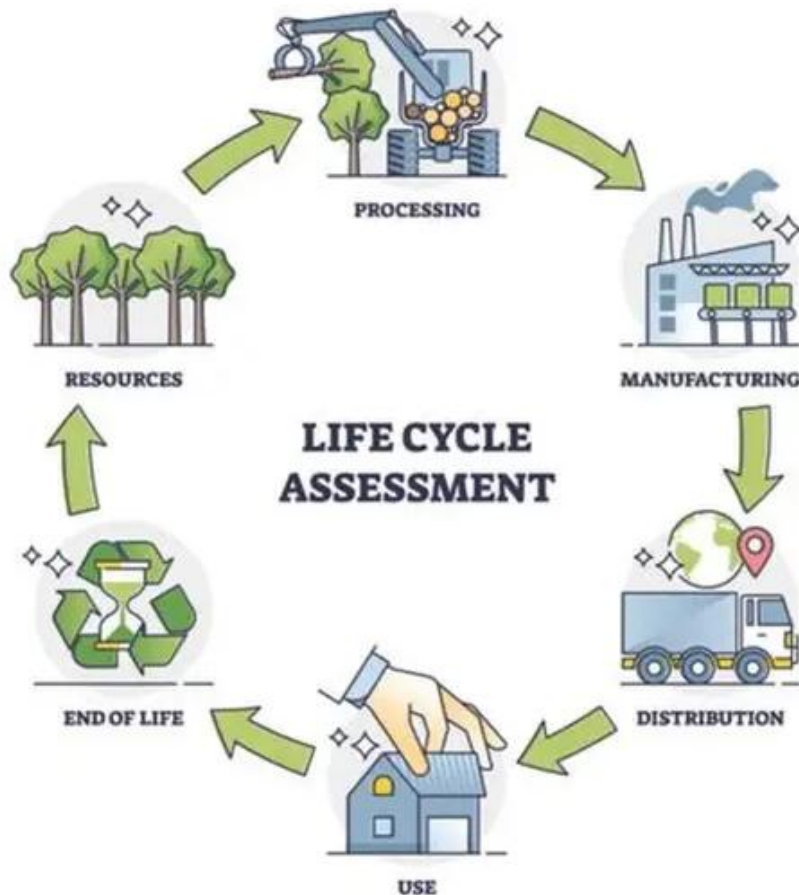 PROCESSING
RESOURCES
MANUFACTURING
LIFE CYCLE
ASSESSMENT
END OF LIFE
DISTRIBUTION
USE